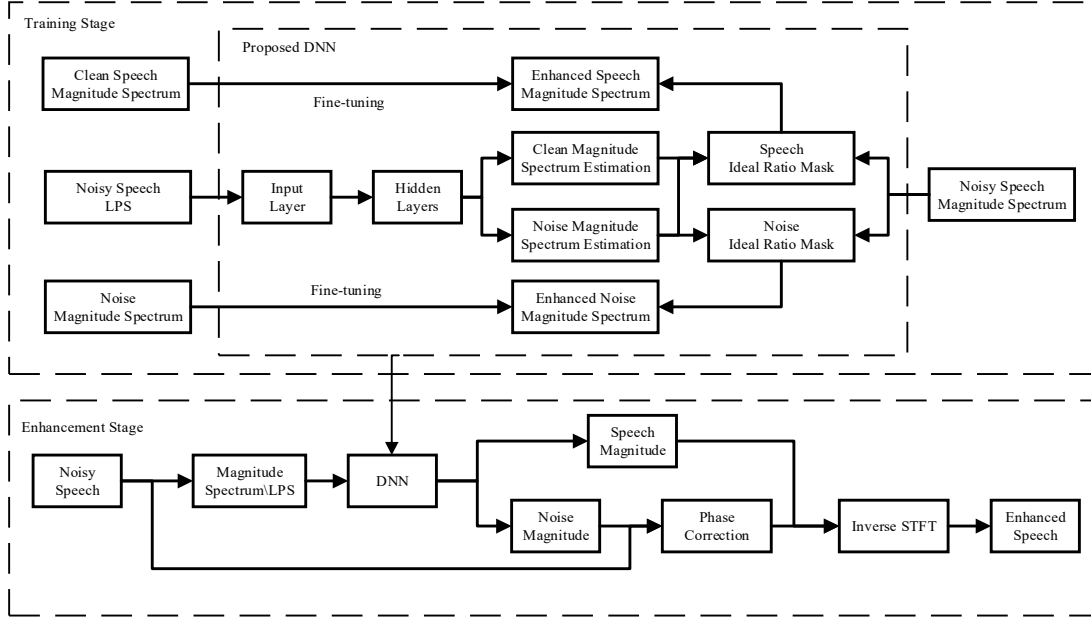 Training Stage
Proposed DNN
Clean Speech
Magnitude Spectrum
Enhanced Speech
Magnitude Spectrum
Fine-tuning
Clean Magnitude
Spectrum Estimation
Speech
Ideal Ratio Mask
Noisy Speech
LPS
Input
Layer
Hidden
Layers
Noisy Speech
Magnitude Spectrum
Noise Magnitude
Spectrum Estimation
Noise
Ideal Ratio Mask
Fine-tuning
Noise
Magnitude Spectrum
Enhanced Noise
Magnitude Spectrum
Enhancement Stage
Speech
Magnitude
Noisy
Speech
Magnitude
Spectrum\LPS
DNN
Noise
Magnitude
Phase
Correction
Inverse STFT
Enhanced
Speech